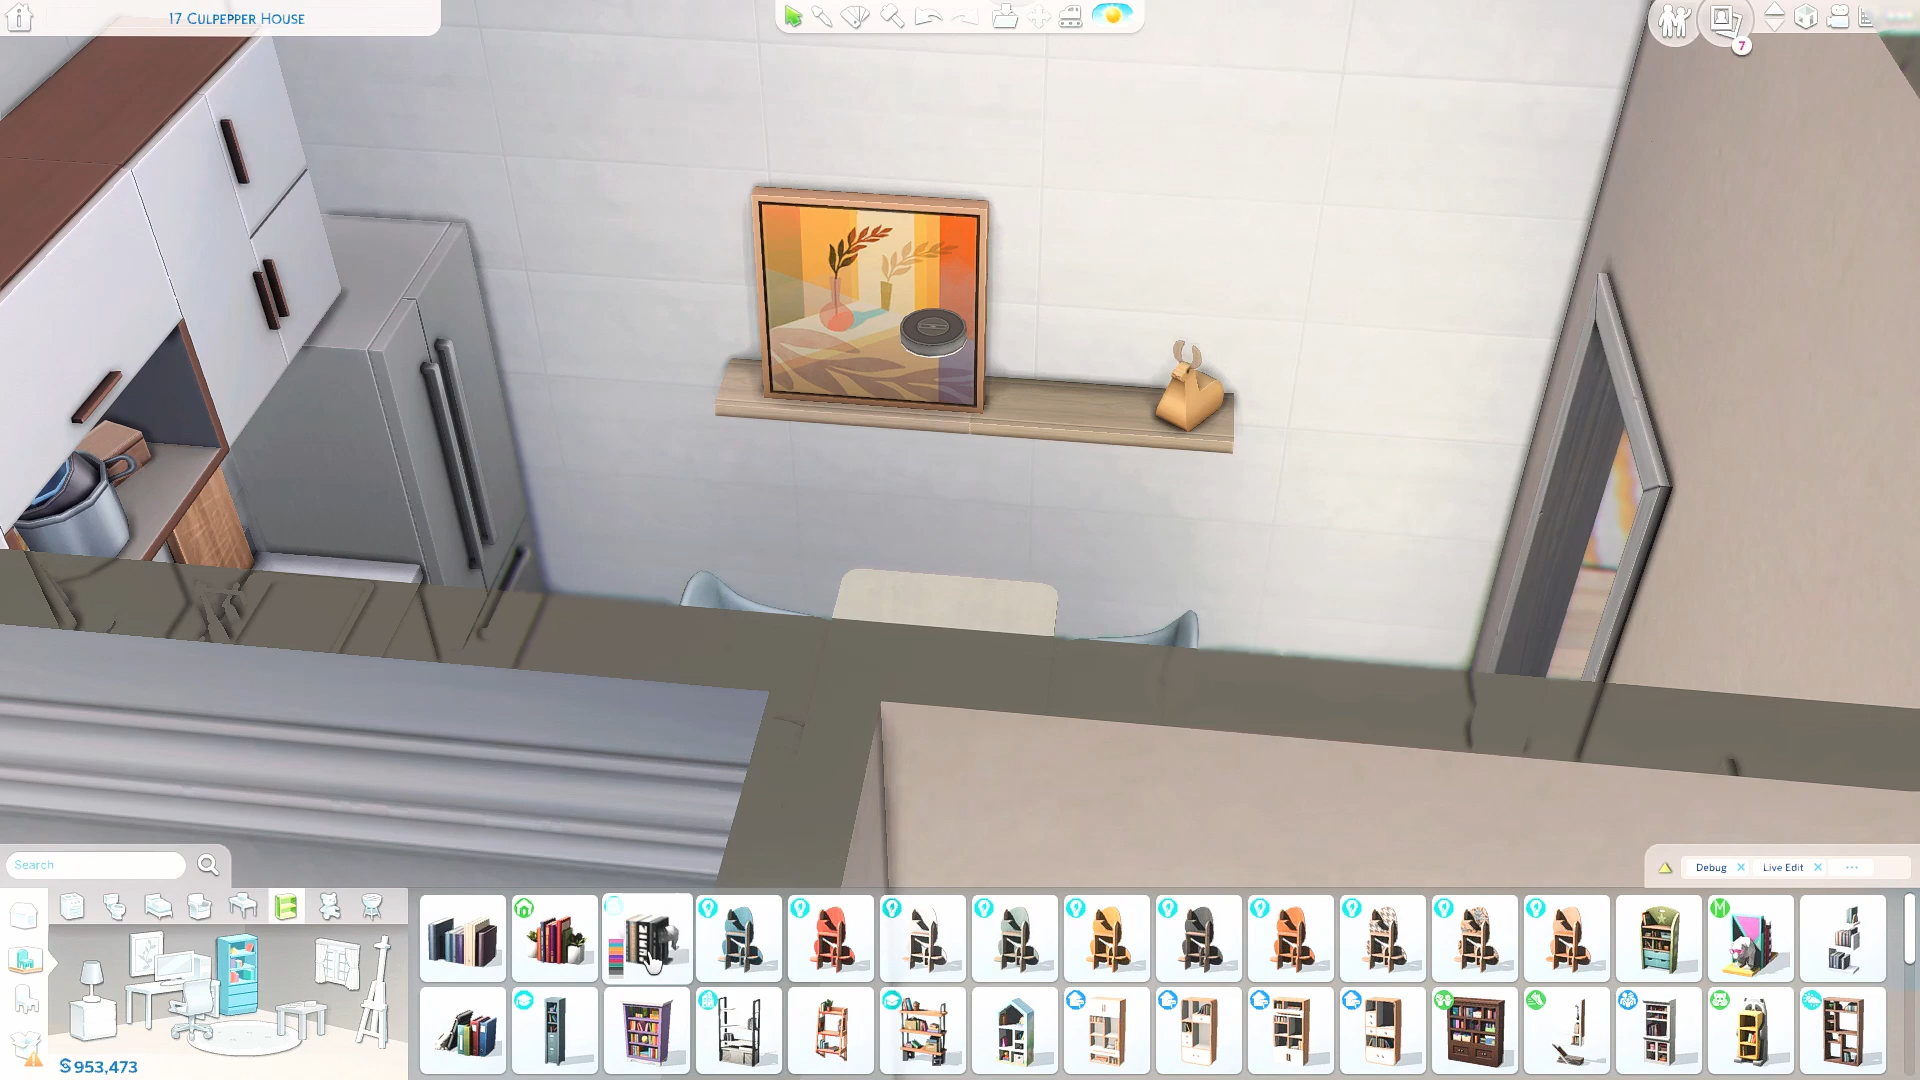 17 Culpepper House
7
Search
Debug
Live Edit
...
§953,473